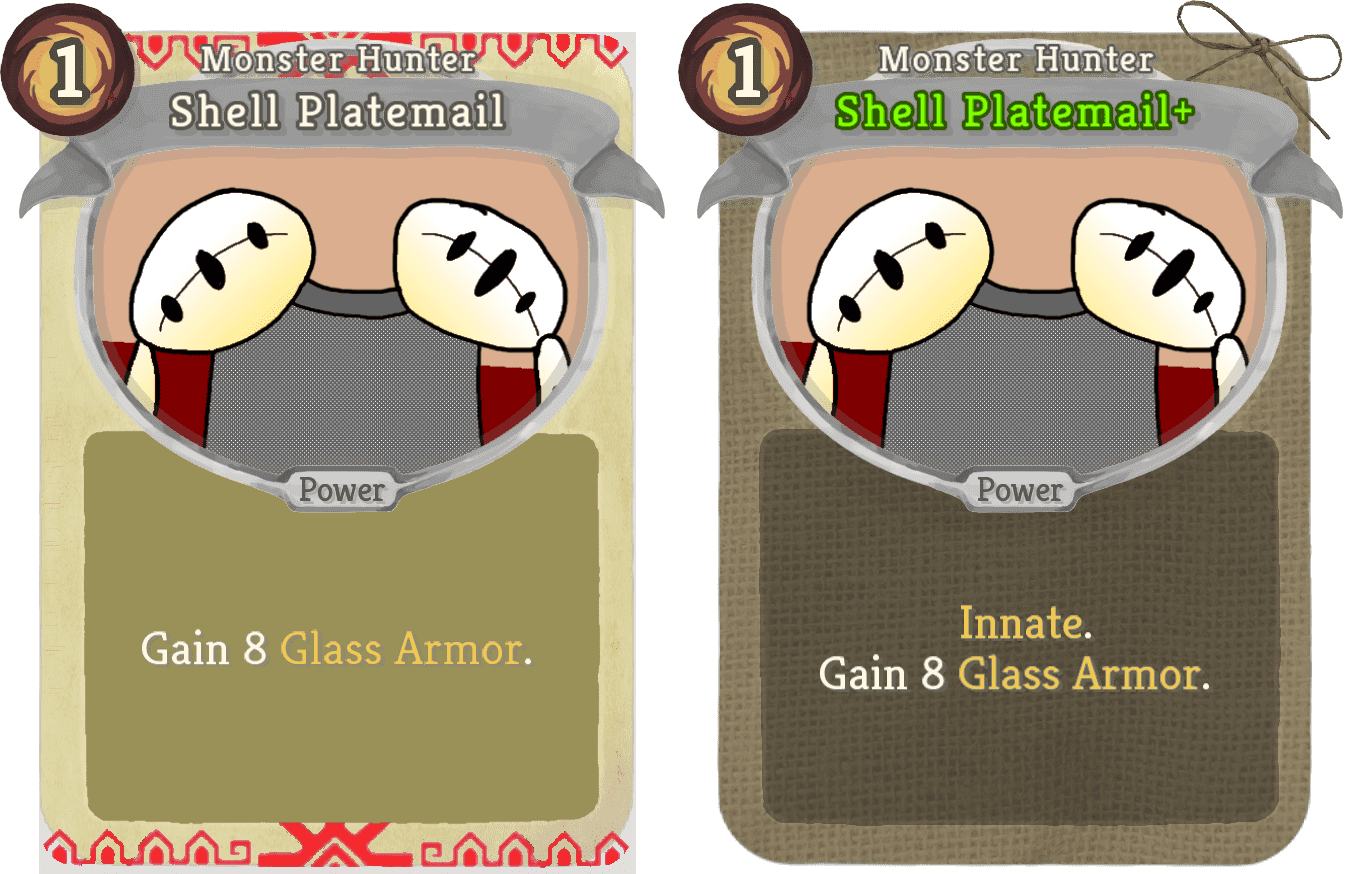 1
Monster Hunter
Shell Platemail
Power
Gain 8 Glass Armor.
1
Monster Hunter
Shell Platemail+
Power
Innate.
Gain 8 Glass Armor.